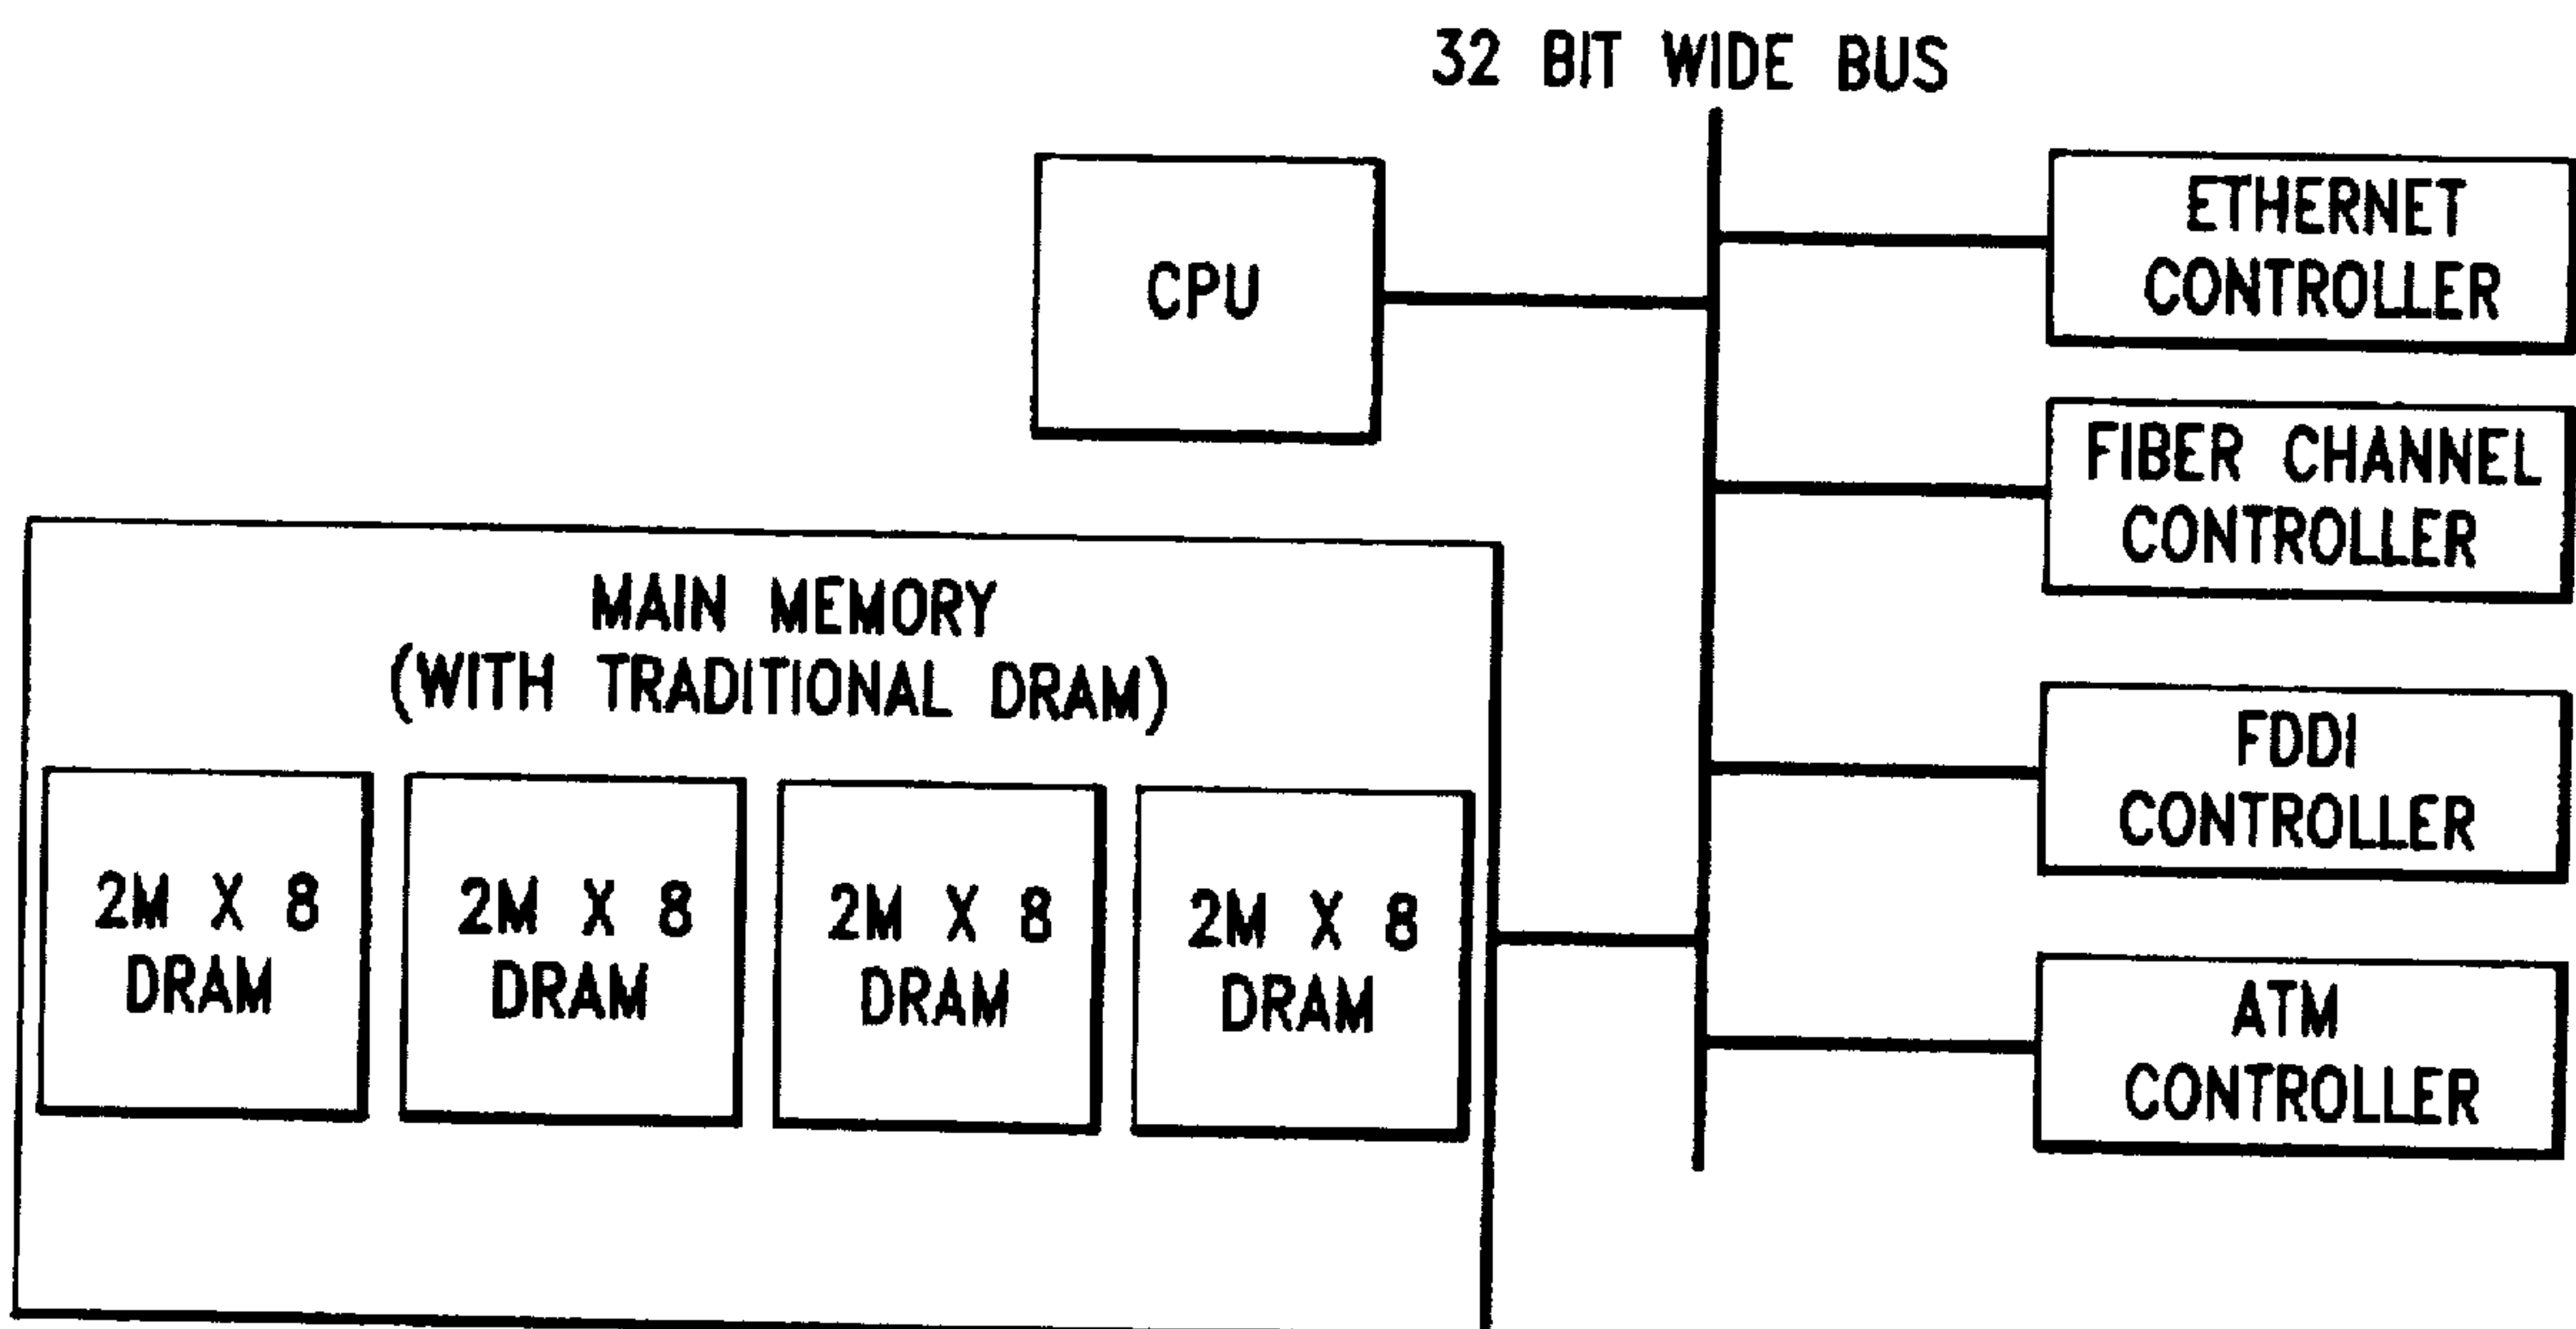 32 BIT WIDE BUS
CPU
ETHERNET
CONTROLLER
FIBER CHANNEL
CONTROLLER
MAIN MEMORY
(WITH TRADITIONAL DRAM)
FDDI
CONTROLLER
2M X 8
DRAM
2M X 8
DRAM
2M X 8
DRAM
2M X 8
DRAM
ATM
CONTROLLER